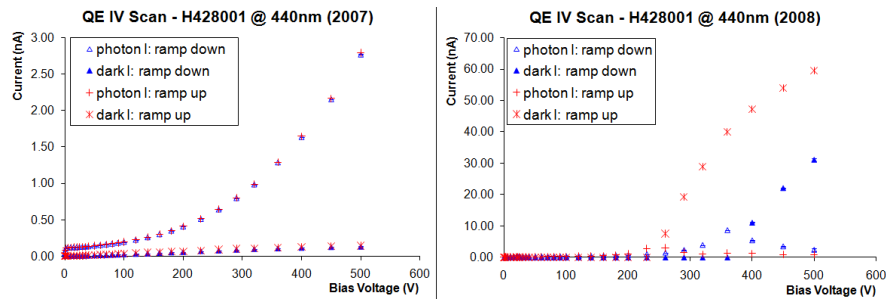 QE IV Scan - H428001 @ 440nm (2007)
Current (nA)
3.00
2.50
2.00
1.50
1.00
0.50
0.00
photon I: ramp down
dark I: ramp down
photon I: ramp up
dark I: ramp up
0 100 200 300 400 500 600
Bias Voltage (V)
QE IV Scan - H428001 @ 440nm (2008)
Current (nA)
70.00
60.00
50.00
40.00
30.00
20.00
10.00
0.00
photon I: ramp down
dark I: ramp down
photon I: ramp up
dark I: ramp up
0 100 200 300 400 500 600
Bias Voltage (V)